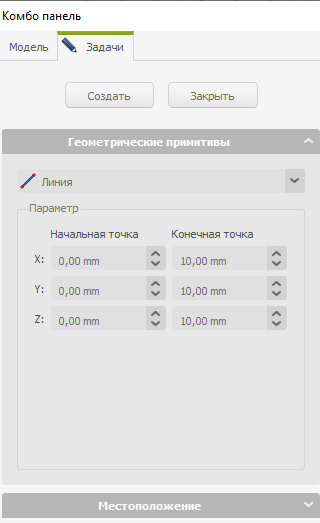 Комбо панель
Модель Задачи
Создать Закрыть
Геометрические примитивы
Линия
Параметр
Начальная точка Конечная точка
X: 0,00 mm 10,00 mm
Y: 0,00 mm 10,00 mm
Z: 0,00 mm 10,00 mm
Местоположение